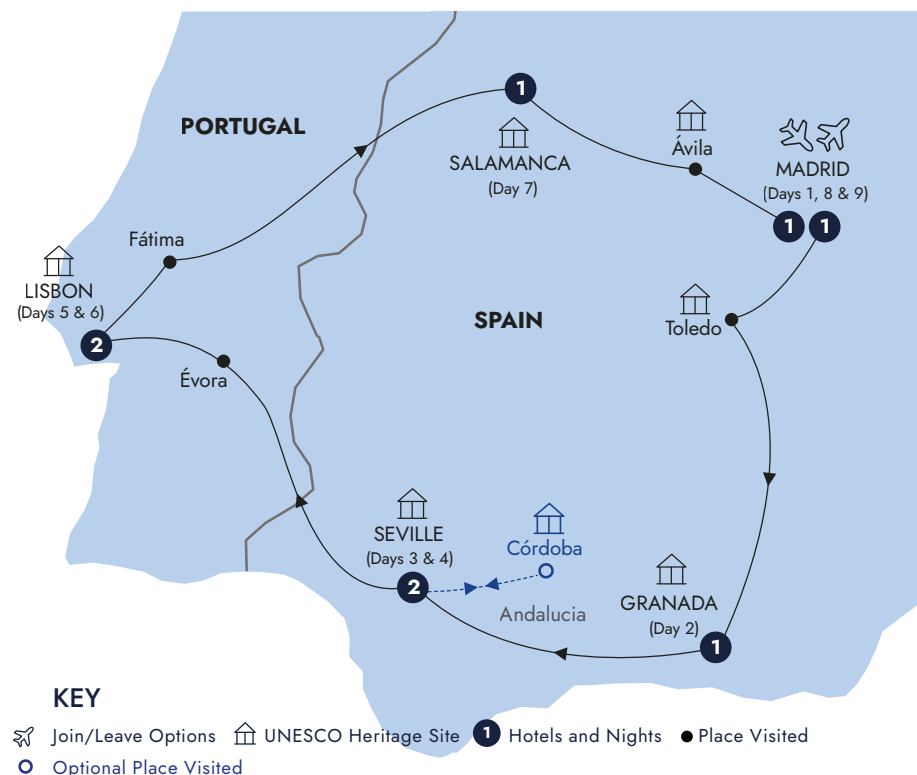 PORTUGAL
1
SALAMANCA
(Day 7)
Ávila
MADRID
(Days 1, 8 & 9)
1
1
Fátima
LISBON
(Days 5 & 6)
2
Évora
SPAIN
Toledo
SEVILLE
(Days 3 & 4)
2
Córdoba
Andalucia
GRANADA
(Day 2)
1
KEY
Join/Leave Options
UNESCO Heritage Site
1
Hotels and Nights
Place Visited
Optional Place Visited